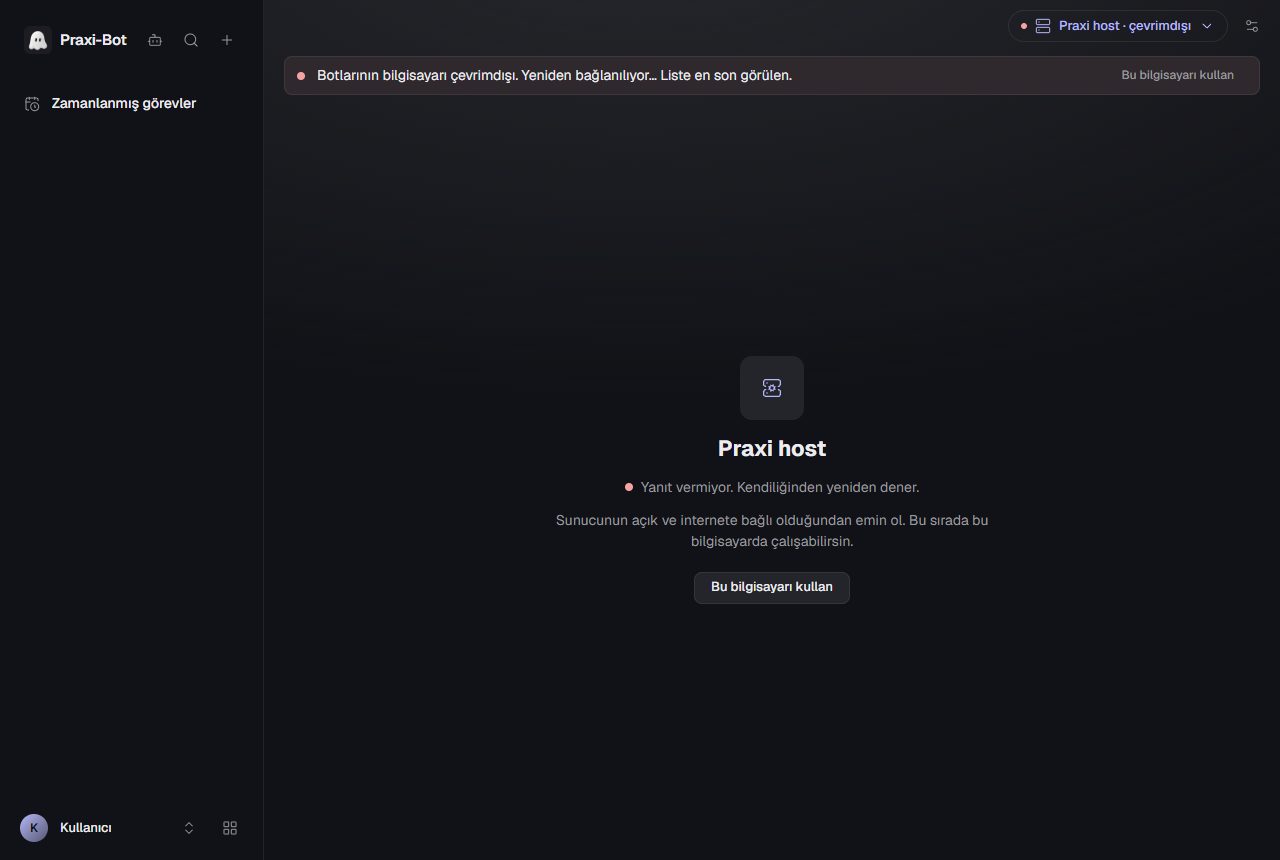 Praxi-Bot
Zamanlanmış görevler
Praxi host · çevrimdışı
Botlarının bilgisayarı çevrimdışı. Yeniden bağlanılıyor... Liste en son görülen.
Bu bilgisayarı kullan
Praxi host
Yanıt vermiyor. Kendiliğinden yeniden dener.
Sunucunun açık ve internete bağlı olduğundan emin ol. Bu sırada bu
bilgisayarda çalışabilirsin.
Bu bilgisayarı kullan
K
Kullanıcı